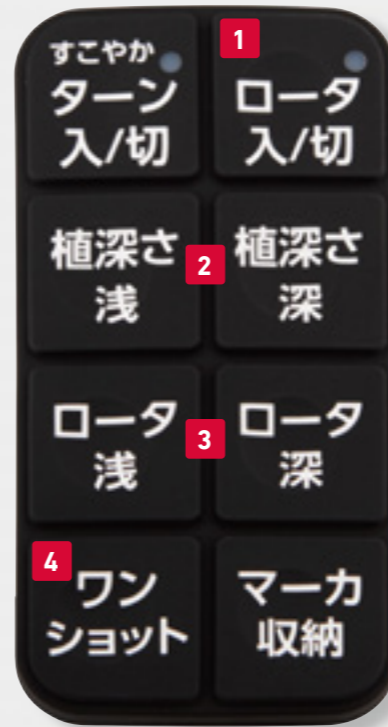 すこやか
ターン
入/切
1
ロータ
入/切
植深さ
浅
2
植深さ
深
ロータ
浅
3
ロータ
深
4
ワン
ショット
マーカ
収納